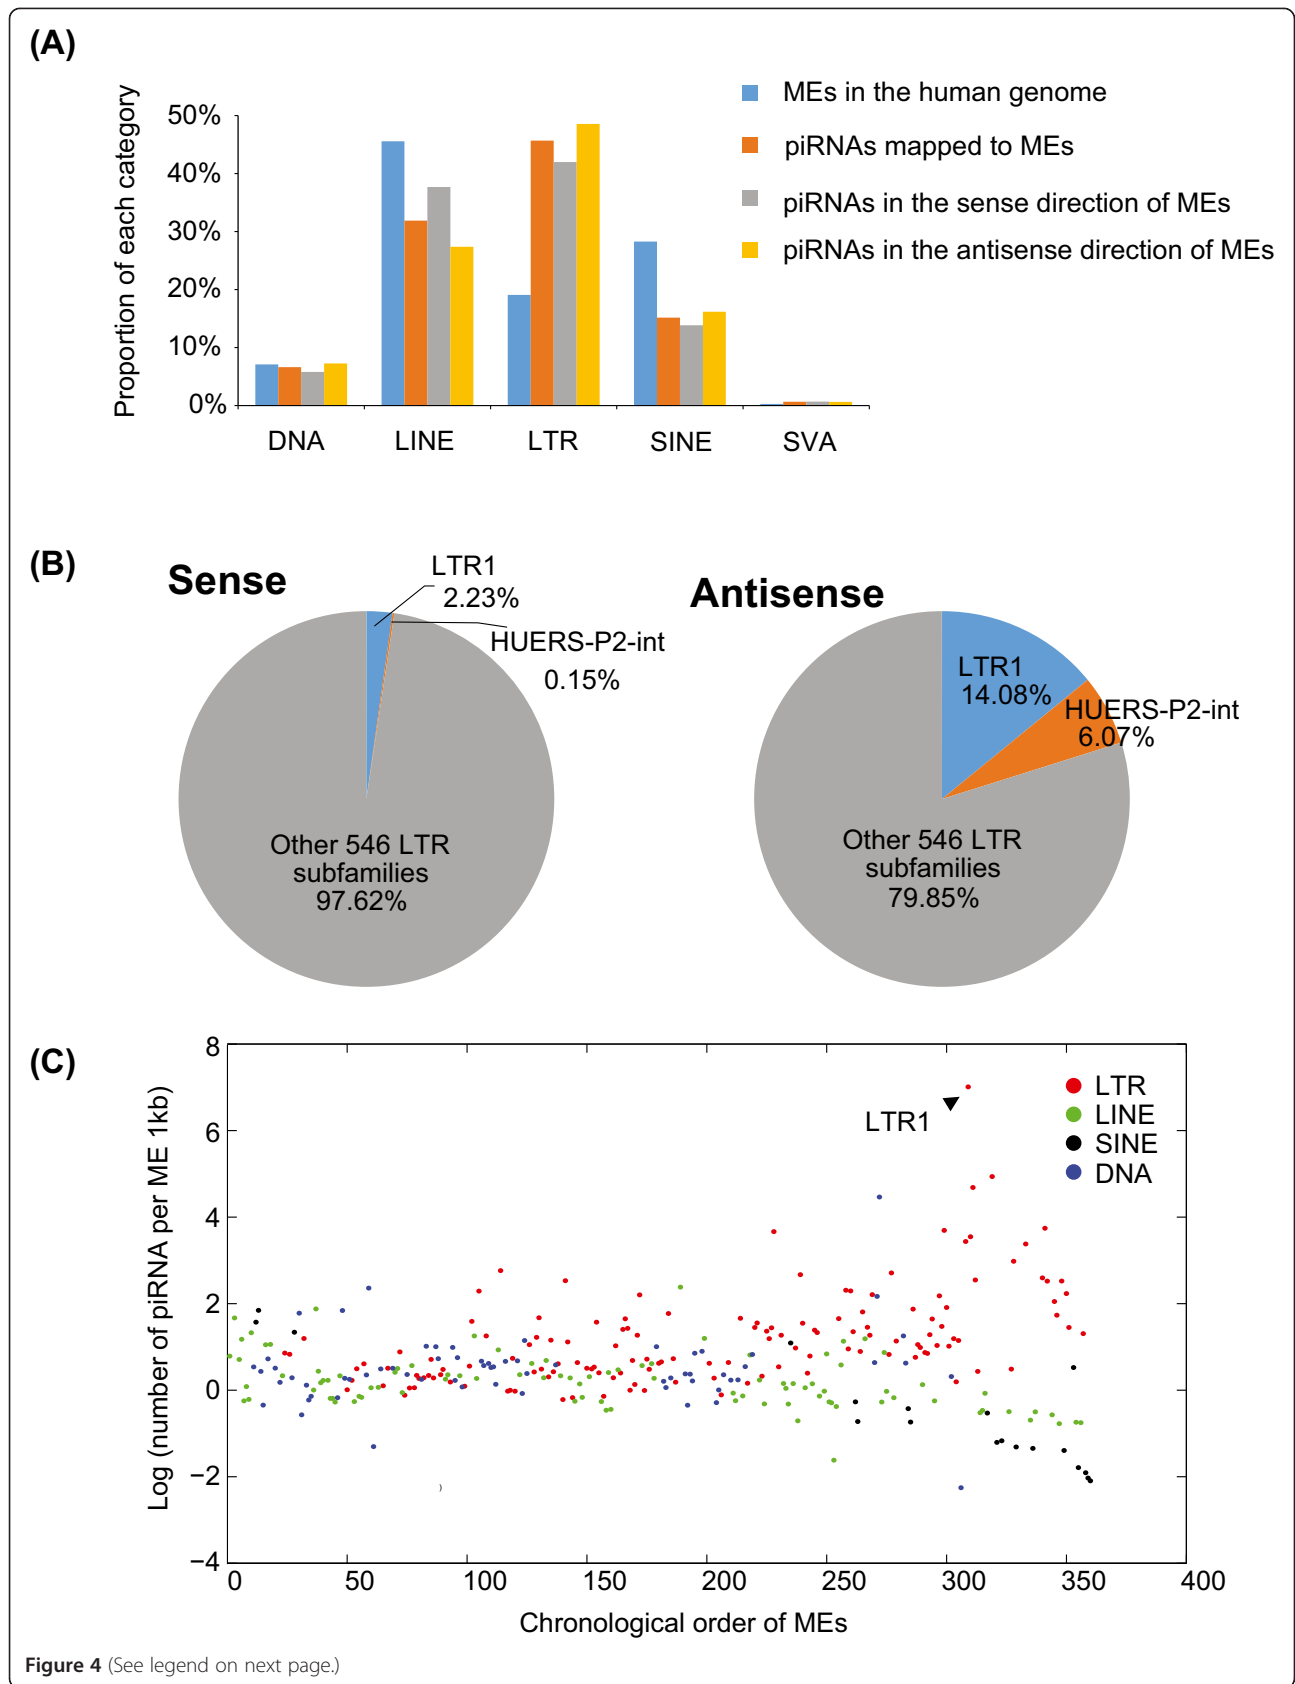 (A)
Proportion of each category
50%
40%
30%
20%
10%
0%
DNA
LINE
LTR
SINE
SVA
MEs in the human genome
piRNAs mapped to MEs
piRNAs in the sense direction of MEs
piRNAs in the antisense direction of MEs
(B)
Sense
LTR1
2.23%
HUERS-P2-int
0.15%
Other 546 LTR
subfamilies
97.62%
Antisense
LTR1
14.08%
HUERS-P2-int
6.07%
Other 546 LTR
subfamilies
79.85%
(C)
Log (number of piRNA per ME 1kb)
8
6
4
2
0
−2
−4
LTR1
LTR
LINE
SINE
DNA
0
50
100
150
200
250
300
350
400
Chronological order of MEs
Figure 4 (See legend on next page.)